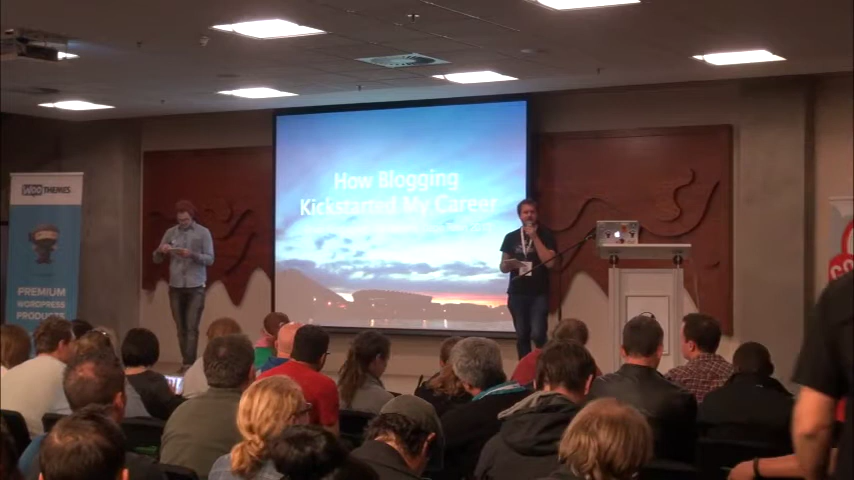 How Blogging
Kickstarted My Career
WOOTHEMES
PREMIUM
WORDPRESS
PRODUCTS